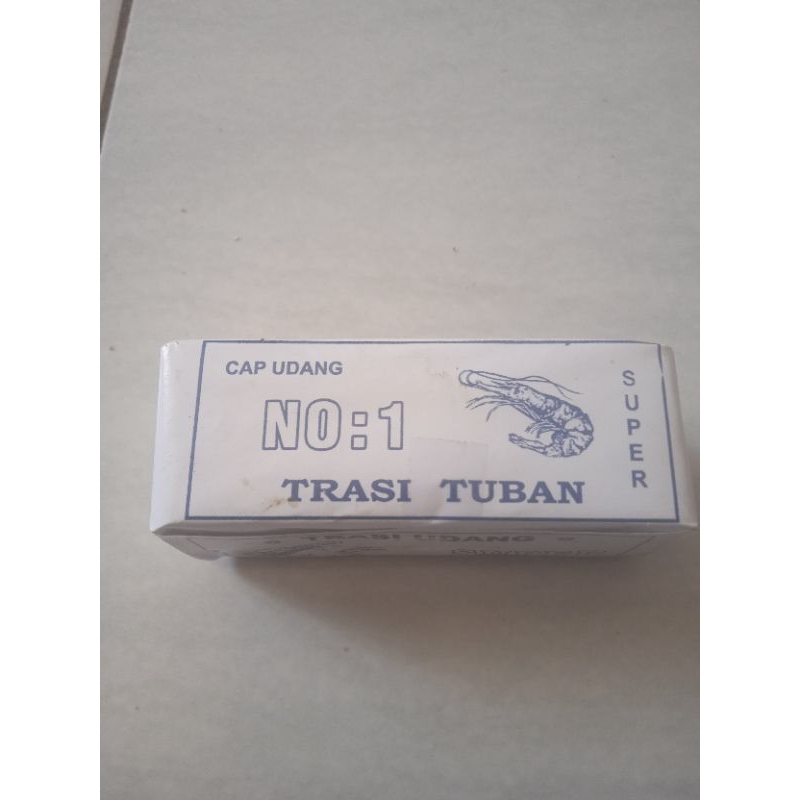 CAP UDANG
NO:1
TRASI TUBAN
SUPER
TRASI UDANG